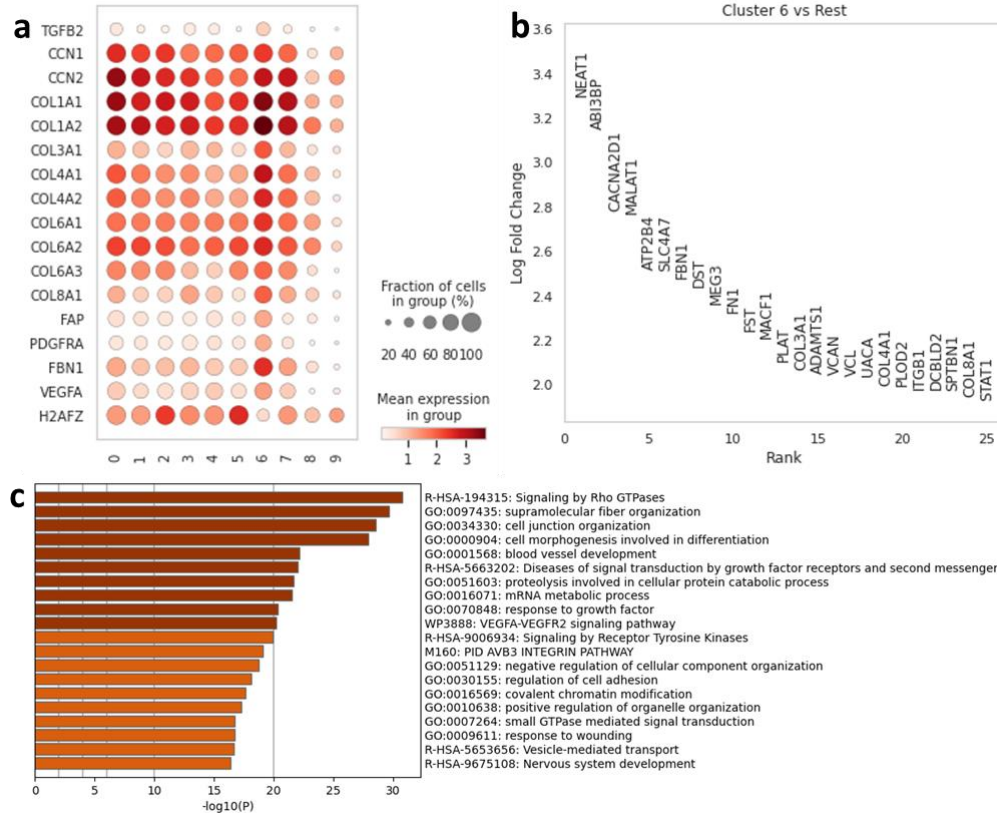 a
TGFB2
CCN1
CCN2
COL1A1
COL1A2
COL3A1
COL4A1
COL4A2
COL6A1
COL6A2
COL6A3
COL8A1
FAP
PDGFRA
FBN1
VEGFA
H2AFZ
0 1 2 3 4 5 6 7 8 9
Fraction of cells
in group (%)
20 40 60 80 100
Mean expression
in group
1 2 3
b
Cluster 6 vs Rest
Log Fold Change
3.6
3.4
3.2
3.0
2.8
2.6
2.4
2.2
2.0
NEAT1
ABI3BP
CACNA2D1
MALAT1
ATP2B4
SLC4A7
FBN1
DST
MEG3
FN1
FST
MACF1
PLAT
COL3A1
ADAMTS1
VCAN
VCL
UACA
COL4A1
PLOD2
ITGB1
DCBLD2
SPTBN1
COL8A1
STAT1
0 5 10 15 20 25
Rank
c
R-HSA-194315: Signaling by Rho GTPases
GO:0097435: supramolecular fiber organization
GO:0034330: cell junction organization
GO:0000904: cell morphogenesis involved in differentiation
GO:0001568: blood vessel development
R-HSA-5663202: Diseases of signal transduction by growth factor receptors and second messenger
GO:0051603: proteolysis involved in cellular protein catabolic process
GO:0016071: mRNA metabolic process
GO:0070848: response to growth factor
WP3888: VEGFA-VEGFR2 signaling pathway
R-HSA-9006934: Signaling by Receptor Tyrosine Kinases
M160: PID AVB3 INTEGRIN PATHWAY
GO:0051129: negative regulation of cellular component organization
GO:0030155: regulation of cell adhesion
GO:0016569: covalent chromatin modification
GO:0010638: positive regulation of organelle organization
GO:0007264: small GTPase mediated signal transduction
GO:0009611: response to wounding
R-HSA-5653656: Vesicle-mediated transport
R-HSA-9675108: Nervous system development
0 5 10 15 20 25 30
-log10(P)